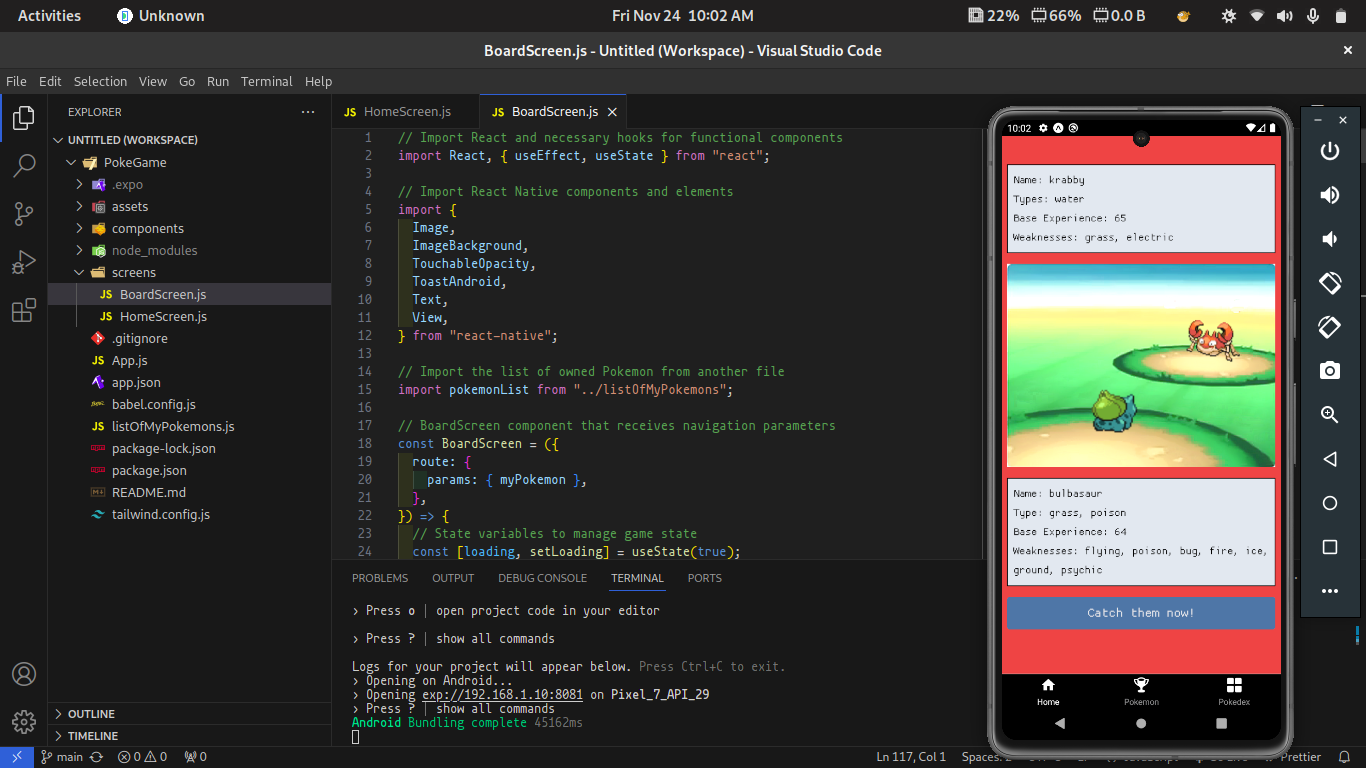 Activities Unknown Fri Nov 24 10:02 AM 22% 66% 0.0 B
BoardScreen.js - Untitled (Workspace) - Visual Studio Code
File Edit Selection View Go Run Terminal Help
EXPLORER
UNTITLED (WORKSPACE)
PokeGame
.expo
assets
components
node_modules
screens
JS BoardScreen.js
JS HomeScreen.js
.gitignore
JS App.js
app.json
babel.config.js
JS listOfMyPokemons.js
package-lock.json
package.json
README.md
tailwind.config.js
OUTLINE
TIMELINE
JS HomeScreen.js JS BoardScreen.js
1 // Import React and necessary hooks for functional components
2 import React, { useEffect, useState } from "react";
3
4 // Import React Native components and elements
5 import {
6 Image,
7 ImageBackground,
8 TouchableOpacity,
9 ToastAndroid,
10 Text,
11 View,
12 } from "react-native";
13
14 // Import the list of owned Pokemon from another file
15 import pokemonList from "../listOfMyPokemons";
16
17 // BoardScreen component that receives navigation parameters
18 const BoardScreen = ({
19 route: {
20 params: { myPokemon },
21 },
22 }) => {
23 // State variables to manage game state
24 const [loading, setLoading] = useState(true);
PROBLEMS OUTPUT DEBUG CONSOLE TERMINAL PORTS
› Press o | open project code in your editor
› Press ? | show all commands
Logs for your project will appear below. Press Ctrl+C to exit.
› Opening on Android...
› Opening exp://192.168.1.10:8081 on Pixel_7_API_29
› Press ? | show all commands
Android Bundling complete 45162ms
main 0 0 0 Ln 117, Col 1 Spaces: Prettier
10:02
Name: krabby
Types: water
Base Experience: 65
Weaknesses: grass, electric
Name: bulbasaur
Type: grass, poison
Base Experience: 64
Weaknesses: flying, poison, bug, fire, ice,
ground, psychic
Catch them now!
Home Pokemon Pokedex